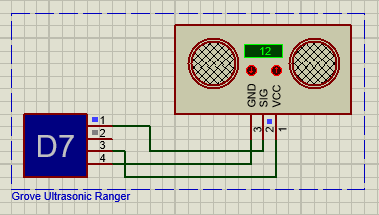 12
GND
SIG
VCC
3
2
1
D7
1
2
3
4
Grove Ultrasonic Ranger